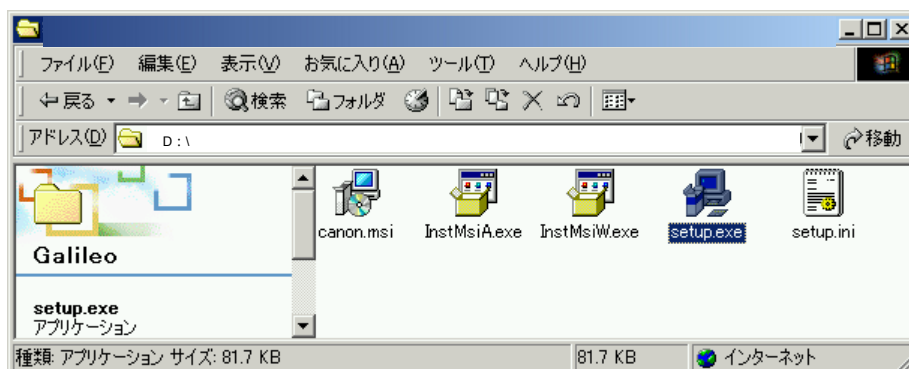 ファイル(F) 編集(E) 表示(V) お気に入り(A) ツール(T) ヘルプ(H)
戻る 検索 フォルダ
アドレス(D) D:\ 移動
canon.msi InstMsiA.exe InstMsiW.exe setup.exe setup.ini
Galileo
setup.exe
アプリケーション
種類: アプリケーション サイズ: 81.7 KB 81.7 KB インターネット